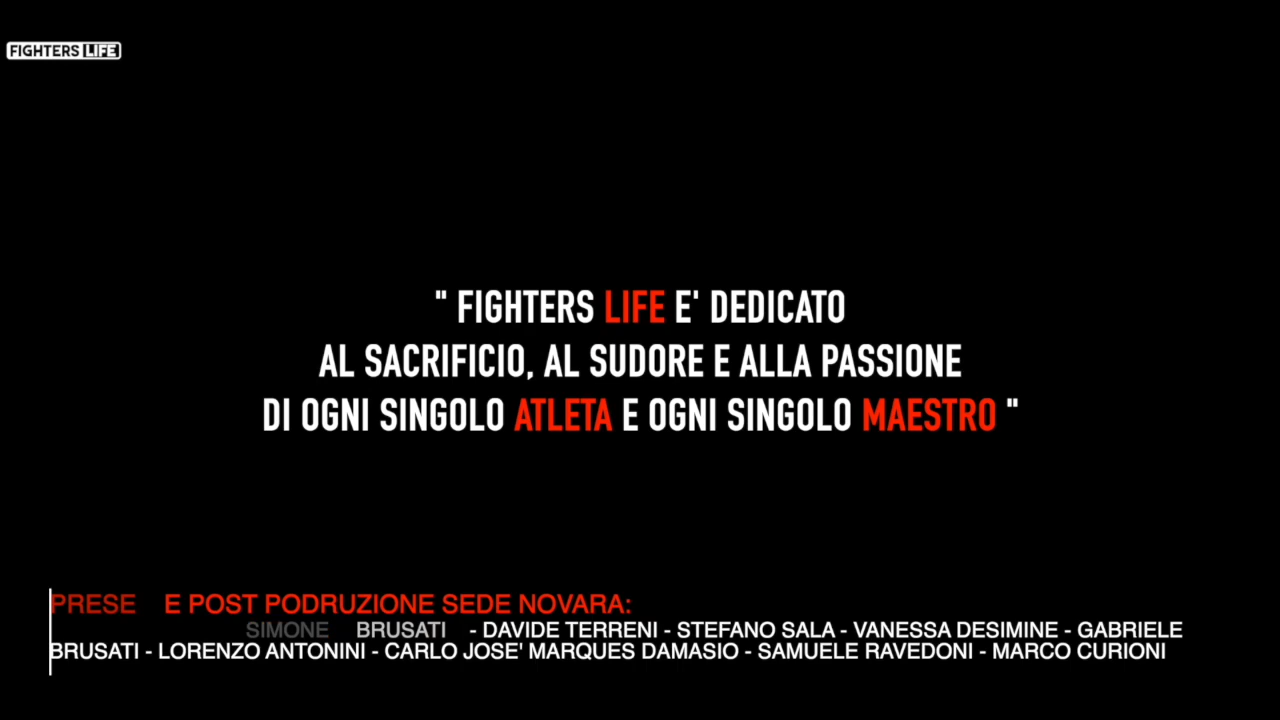 FIGHTERS LIFE
" FIGHTERS LIFE E' DEDICATO
AL SACRIFICIO, AL SUDORE E ALLA PASSIONE
DI OGNI SINGOLO ATLETA E OGNI SINGOLO MAESTRO "
PRESE E POST PODRUZIONE SEDE NOVARA:
SIMONE BRUSATI - DAVIDE TERRENI - STEFANO SALA - VANESSA DESIMINE - GABRIELE
BRUSATI - LORENZO ANTONINI - CARLO JOSE' MARQUES DAMASIO - SAMUELE RAVEDONI - MARCO CURIONI